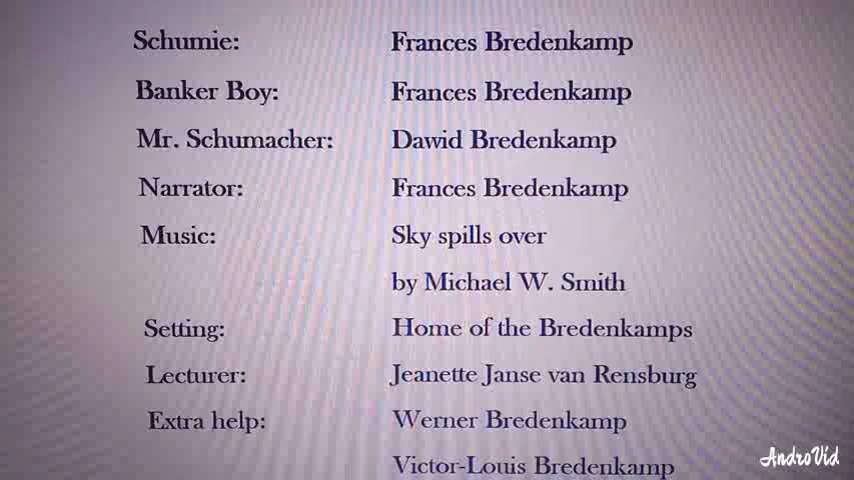 Schumie: Frances Bredenkamp
Banker Boy: Frances Bredenkamp
Mr. Schumacher: Dawid Bredenkamp
Narrator: Frances Bredenkamp
Music: Sky spills over
by Michael W. Smith
Setting: Home of the Bredenkamps
Lecturer: Jeanette Janse van Rensburg
Extra help: Werner Bredenkamp
Victor-Louis Bredenkamp
AndroVid